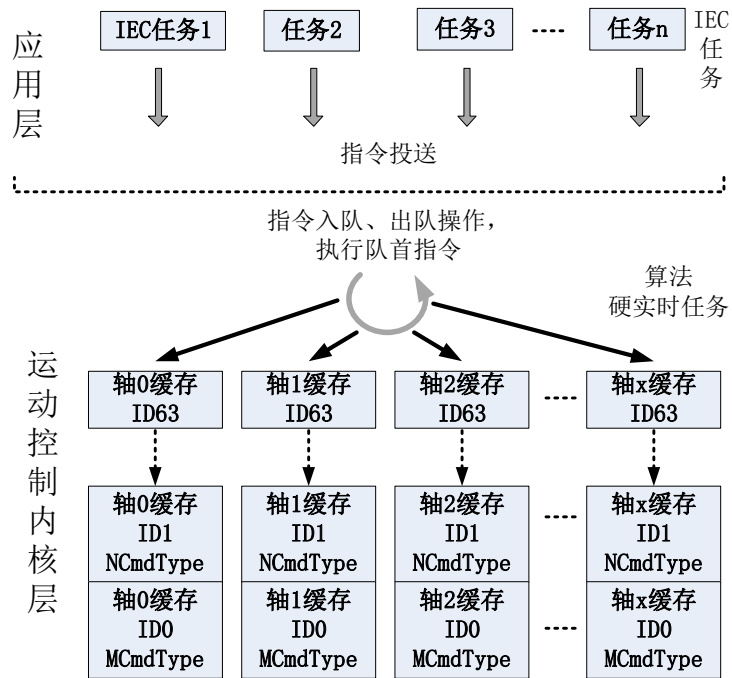 应用层
IEC任务1 任务2 任务3 任务n
IEC任务
指令投送
指令入队、出队操作，
执行队首指令
算法
硬实时任务
运动控制内核层
轴0缓存 轴1缓存 轴2缓存 轴x缓存
ID63 ID63 ID63 ID63
轴0缓存 轴1缓存 轴2缓存 轴x缓存
ID1 ID1 ID1 ID1
NCmdType NCmdType NCmdType NCmdType
轴0缓存 轴1缓存 轴2缓存 轴x缓存
ID0 ID0 ID0 ID0
MCmdType MCmdType MCmdType MCmdType